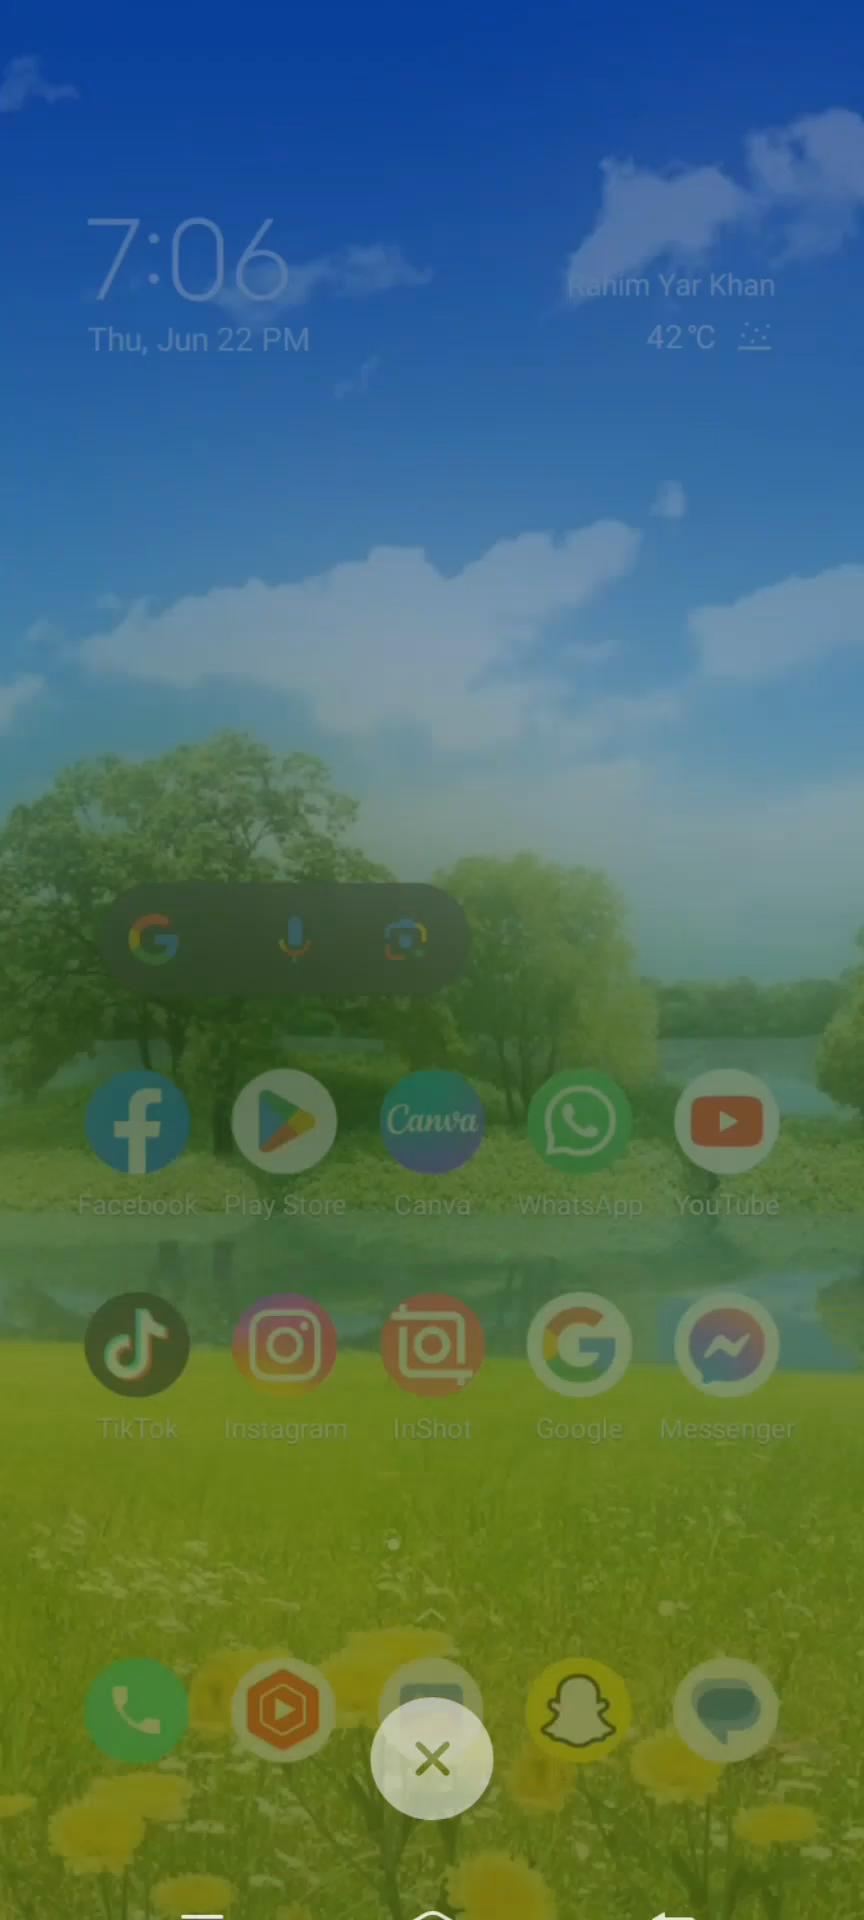 7:06
Thu, Jun 22 PM
Rahim Yar Khan
42°C
Canva
Facebook
Play Store
Canva
WhatsApp
YouTube
TikTok
Instagram
InShot
Google
Messenger